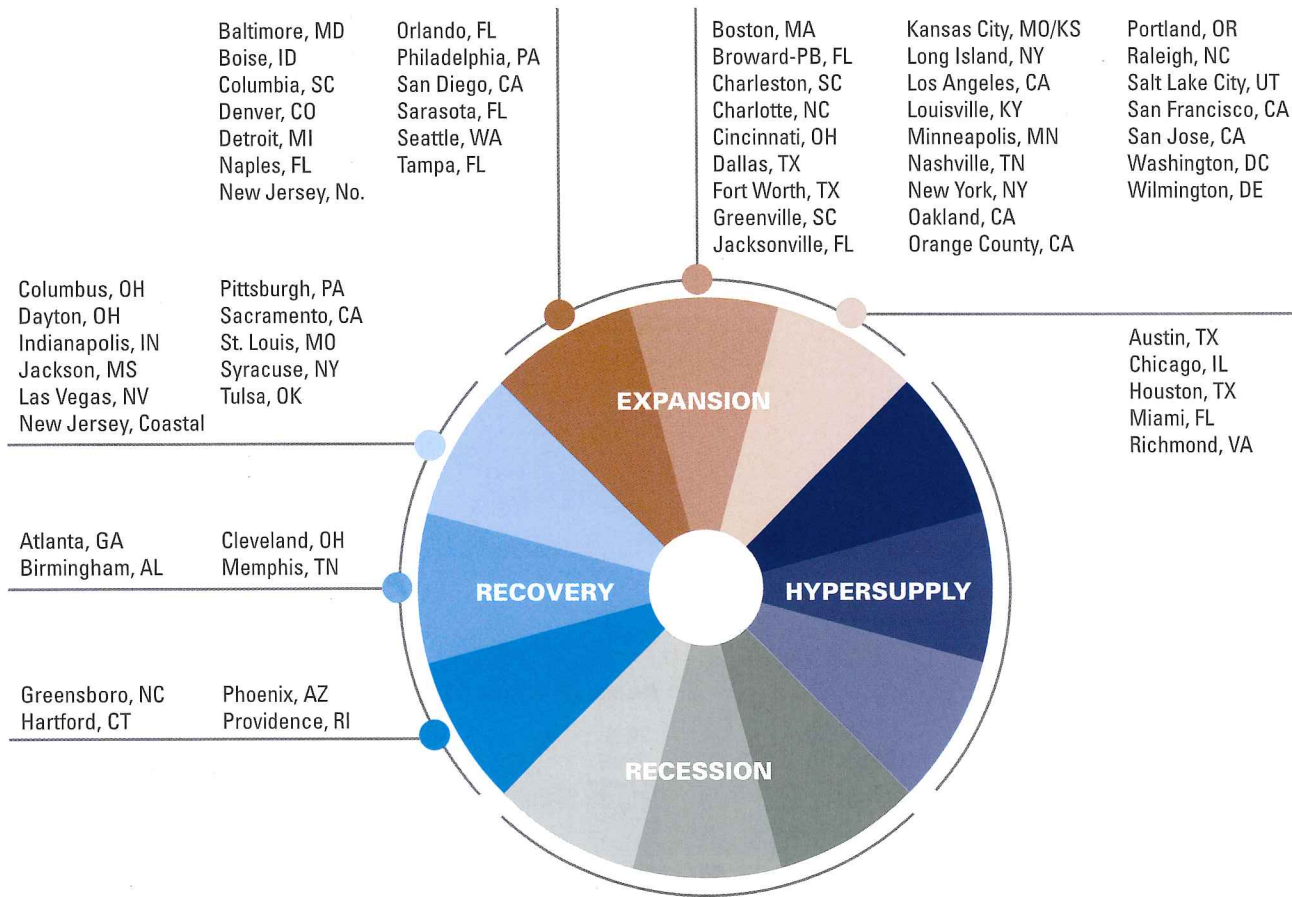 Baltimore, MD
Boise, ID
Columbia, SC
Denver, CO
Detroit, MI
Naples, FL
New Jersey, No.
Orlando, FL
Philadelphia, PA
San Diego, CA
Sarasota, FL
Seattle, WA
Tampa, FL
Boston, MA
Broward-PB, FL
Charleston, SC
Charlotte, NC
Cincinnati, OH
Dallas, TX
Fort Worth, TX
Greenville, SC
Jacksonville, FL
Kansas City, MO/KS
Long Island, NY
Los Angeles, CA
Louisville, KY
Minneapolis, MN
Nashville, TN
New York, NY
Oakland, CA
Orange County, CA
Portland, OR
Raleigh, NC
Salt Lake City, UT
San Francisco, CA
San Jose, CA
Washington, DC
Wilmington, DE
Columbus, OH
Dayton, OH
Indianapolis, IN
Jackson, MS
Las Vegas, NV
New Jersey, Coastal
Pittsburgh, PA
Sacramento, CA
St. Louis, MO
Syracuse, NY
Tulsa, OK
Austin, TX
Chicago, IL
Houston, TX
Miami, FL
Richmond, VA
EXPANSION
Atlanta, GA
Birmingham, AL
Cleveland, OH
Memphis, TN
RECOVERY
HYPERSUPPLY
Greensboro, NC
Hartford, CT
Phoenix, AZ
Providence, RI
RECESSION